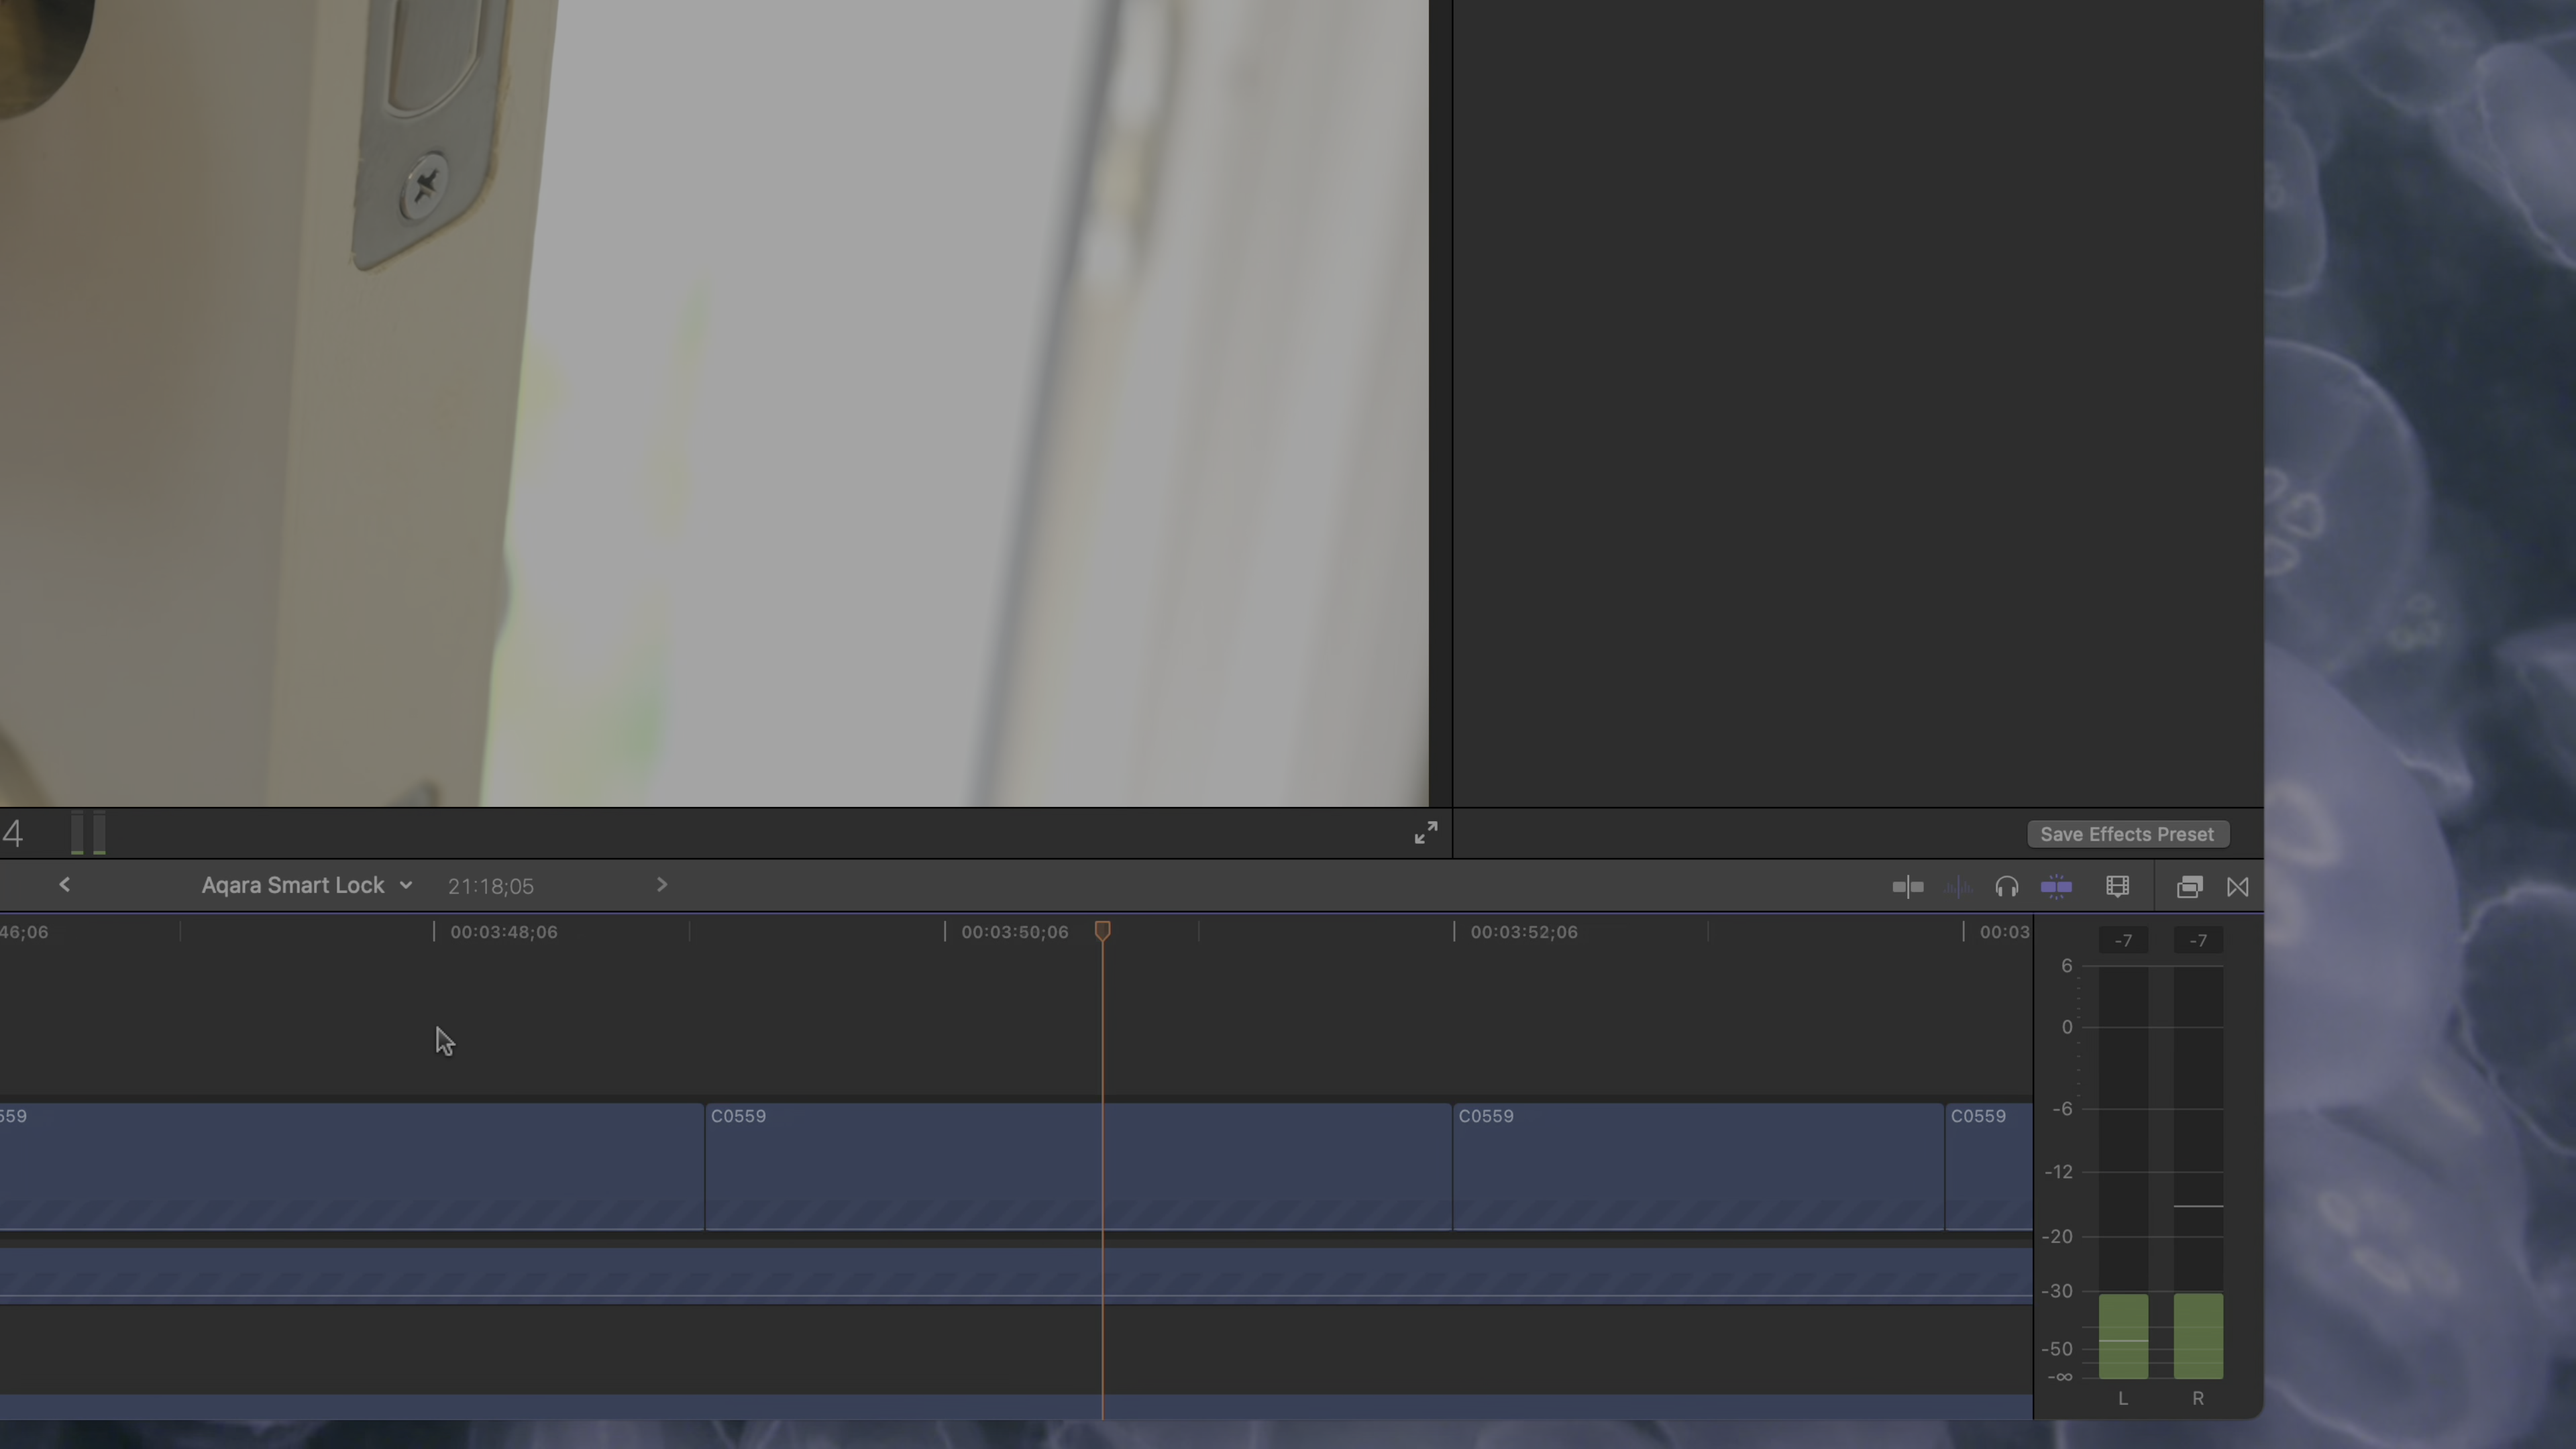 4
Save Effects Preset
Aqara Smart Lock
21:18;05
46;06
00:03:48;06
00:03:50;06
00:03:52;06
00:03
-7 -7
6
0
-6
-12
-20
-30
-50
-∞
L R
559
C0559
C0559
C0559